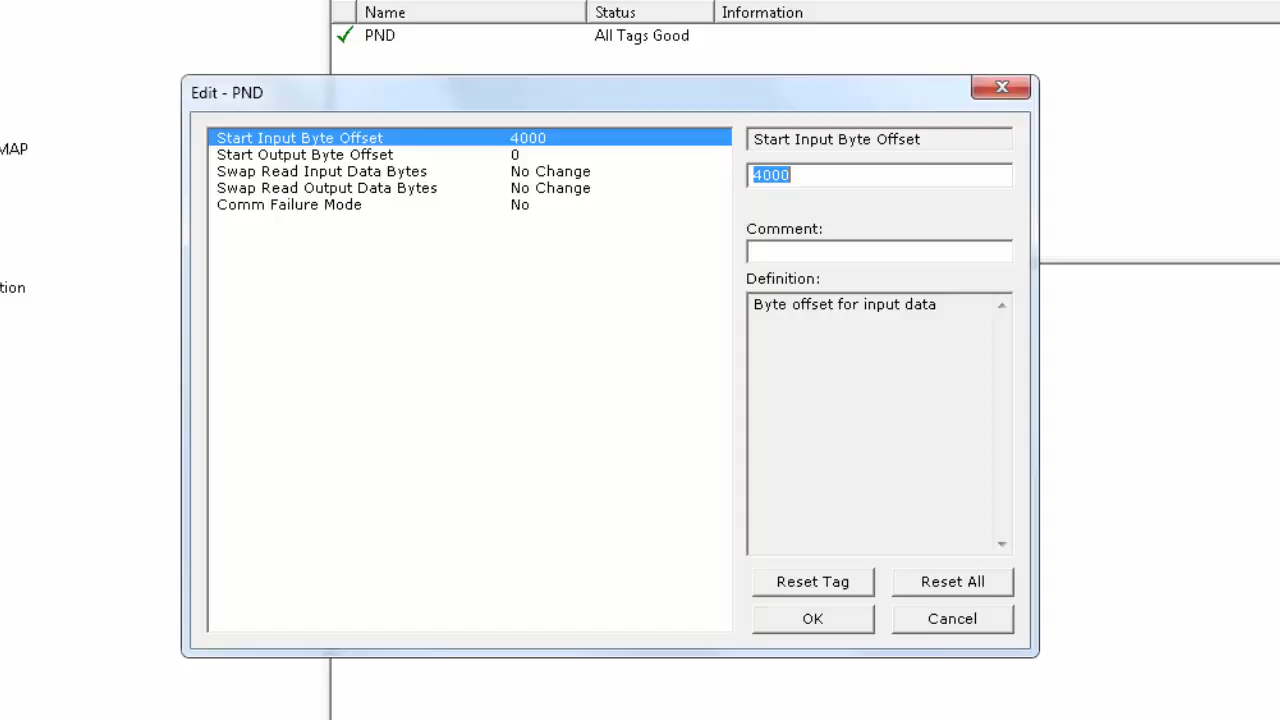 Name Status Information
PND All Tags Good
Edit - PND
MAP
tion
Start Input Byte Offset 4000
Start Output Byte Offset 0
Swap Read Input Data Bytes No Change
Swap Read Output Data Bytes No Change
Comm Failure Mode No
Start Input Byte Offset
4000
Comment:
Definition:
Byte offset for input data
Reset Tag Reset All
OK Cancel